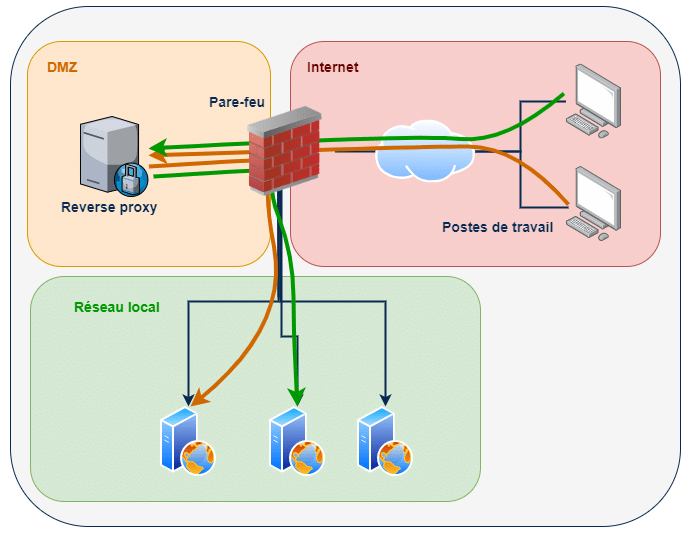 DMZ
Internet
Pare-feu
Reverse proxy
Postes de travail
Réseau local